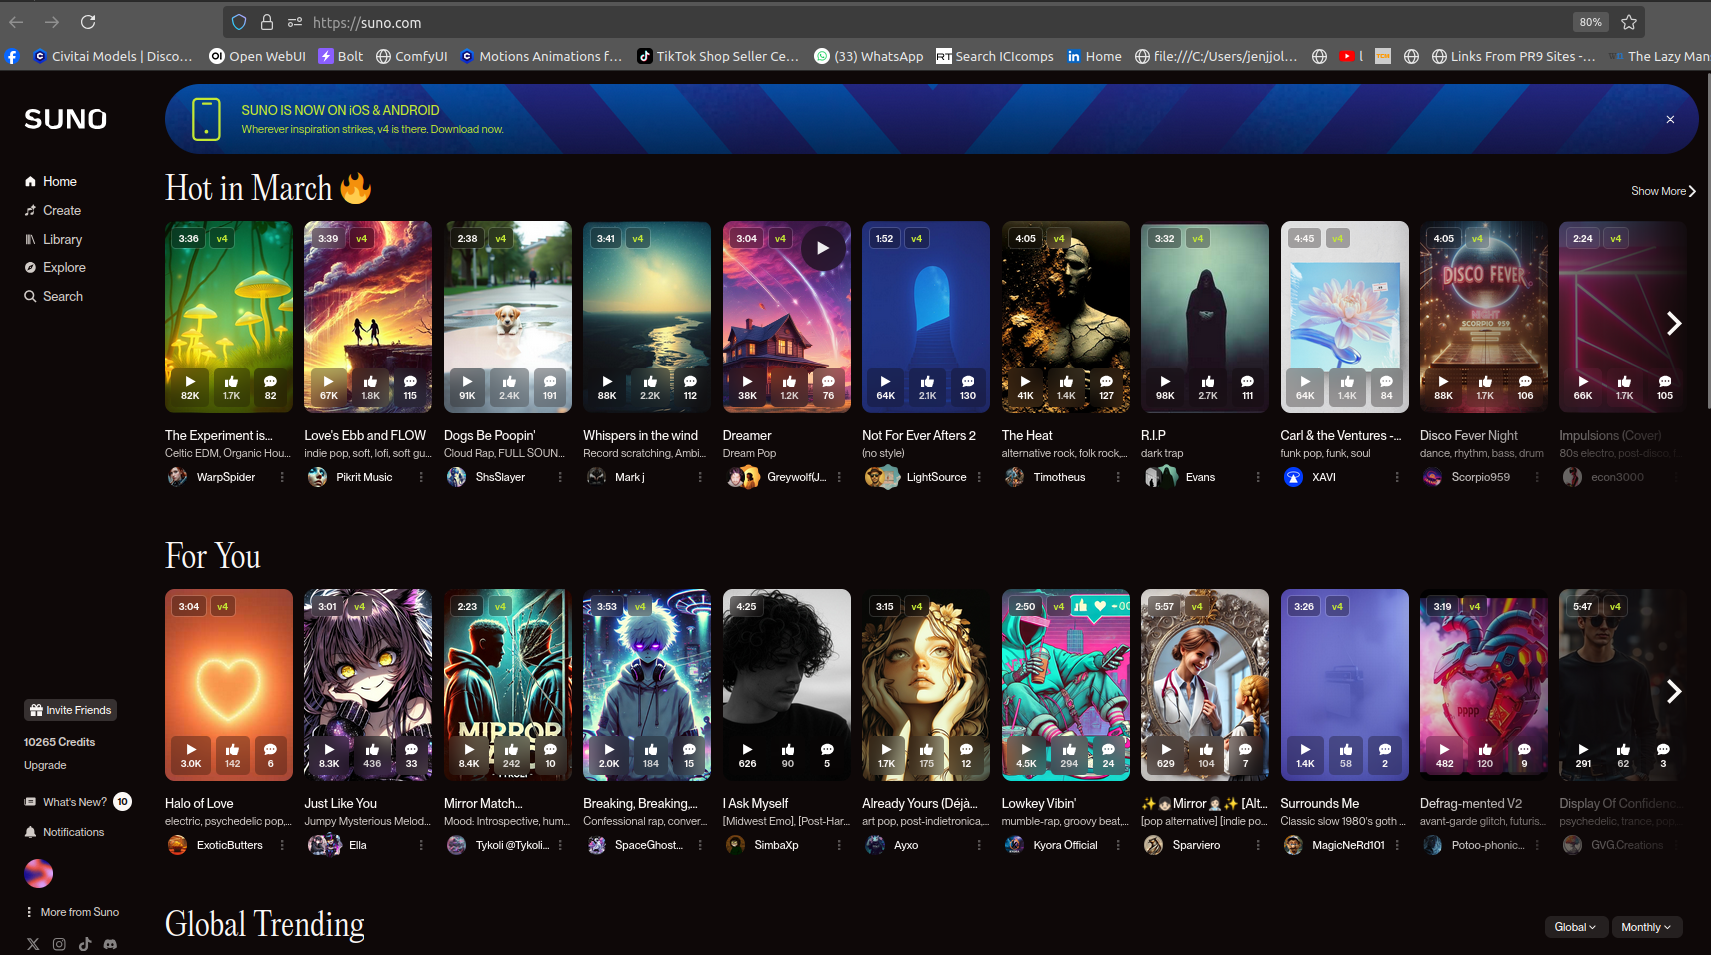 https://suno.com
80%
Civitai Models | Disco...
Open WebUI
Bolt
ComfyUI
Motions Animations f...
TikTok Shop Seller Ce...
(33) WhatsApp
RT Search ICIcomps
Home
file:///C:/Users/jenjjol...
l
Links From PR9 Sites -...
The Lazy Man
SUNO
SUNO IS NOW ON iOS & ANDROID
Wherever inspiration strikes, v4 is there. Download now.
Home
Create
Library
Explore
Search
Hot in March 🔥
Show More
3:36 v4
82K 1.7K 82
The Experiment is...
Celtic EDM, Organic Hou...
WarpSpider
3:39 v4
67K 1.8K 115
Love's Ebb and FLOW
indie pop, soft, lofi, soft gu...
Pikrit Music
2:38 v4
91K 2.4K 191
Dogs Be Poopin'
Cloud Rap, FULL SOUN...
ShsSlayer
3:41 v4
88K 2.2K 112
Whispers in the wind
Record scratching, Ambi...
Mark j
3:04 v4
38K 1.2K 76
Dreamer
Dream Pop
Greywolf(J...
1:52 v4
64K 2.1K 130
Not For Ever Afters 2
(no style)
LightSource
4:05 v4
41K 1.4K 127
The Heat
alternative rock, folk rock,...
Timotheus
3:32 v4
98K 2.7K 111
R.I.P
dark trap
Evans
4:45 v4
64K 1.4K 84
Carl & the Ventures -...
funk pop, funk, soul
XAVI
4:05 v4
DISCO FEVER
NIGHT
SCORPIO 959
88K 1.7K 106
Disco Fever Night
dance, rhythm, bass, drum
Scorpio959
2:24 v4
66K 1.7K 105
Impulsions (Cover)
80s electro, post-disco, f...
econ3000
For You
3:04 v4
3.0K 142 6
Halo of Love
electric, psychedelic pop,...
ExoticButters
3:01 v4
8.3K 436 33
Just Like You
Jumpy Mysterious Melod...
Ella
2:23 v4
MIRROR
8.4K 242 10
Mirror Match...
Mood: Introspective, hum...
Tykoli @Tykoli...
3:53 v4
2.0K 184 15
Breaking, Breaking,...
Confessional rap, conver...
SpaceGhost...
4:25
626 90 5
I Ask Myself
[Midwest Emo], [Post-Har...
SimbaXp
3:15 v4
1.7K 175 12
Already Yours (Déjà...
art pop, post-indietronica,...
Ayxo
2:50 v4
4.5K 294 24
Lowkey Vibin'
mumble-rap, groovy beat,...
Kyora Official
5:57 v4
629 104 7
✨👧🏻Mirror👩🏻‍⚕️✨ [Alt...
[pop alternative] [indie po...
Sparviero
3:26 v4
1.4K 58 2
Surrounds Me
Classic slow 1980's goth ...
MagicNeRd101
3:19 v4
pppp
482 120 9
Defrag-mented V2
avant-garde glitch, futuris...
Potoo-phonic...
5:47 v4
291 62 3
Display Of Confidenc...
psychedelic, trance, pop...
GVG.Creations
Invite Friends
10265 Credits
Upgrade
What's New? 10
Notifications
More from Suno
Global Trending
Global
Monthly